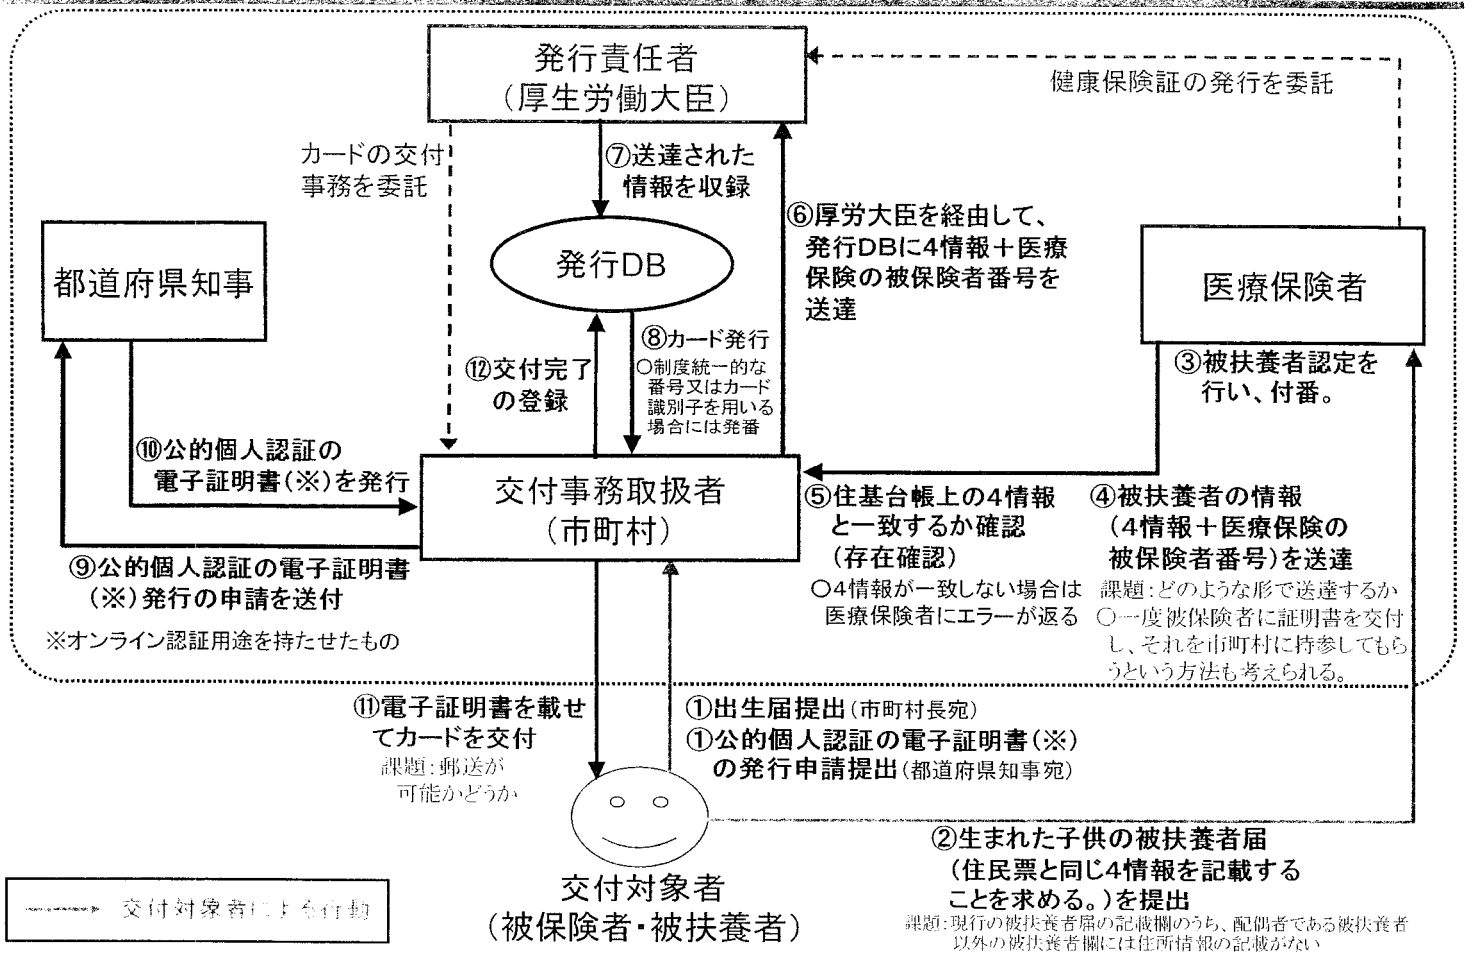 発行責任者
(厚生労働大臣)
健康保険証の発行を委託
カードの交付
事務を委託
⑦送達された
情報を収録
⑥厚労大臣を経由して、
発行DBに4情報+医療
保険の被保険者番号を
送達
都道府県知事
発行DB
医療保険者
⑧カード発行
○制度統一的な
番号又はカード
識別子を用いる
場合には発番
⑫交付完了
の登録
③被扶養者認定を
行い、付番。
⑩公的個人認証の
電子証明書(※)を発行
交付事務取扱者
(市町村)
⑤住基台帳上の4情報
と一致するか確認
(存在確認)
○4情報が一致しない場合は
医療保険者にエラーが返る
④被扶養者の情報
(4情報+医療保険の
被保険者番号)を送達
課題:どのような形で送達するか
○一度被保険者に証明書を交付
し、それを市町村に持参してもら
うという方法も考えられる。
⑨公的個人認証の電子証明書
(※)発行の申請を送付
※オンライン認証用途を持たせたもの
⑪電子証明書を載せ
てカードを交付
課題:郵送が
可能かどうか
①出生届提出(市町村長宛)
①公的個人認証の電子証明書(※)
の発行申請提出(都道府県知事宛)
②生まれた子供の被扶養者届
(住民票と同じ4情報を記載する
ことを求める。)を提出
課題:現行の被扶養者届の記載欄のうち、配偶者である被扶養者
以外の被扶養者欄には住所情報の記載がない
交付対象者
(被保険者・被扶養者)
交付対象者による行動